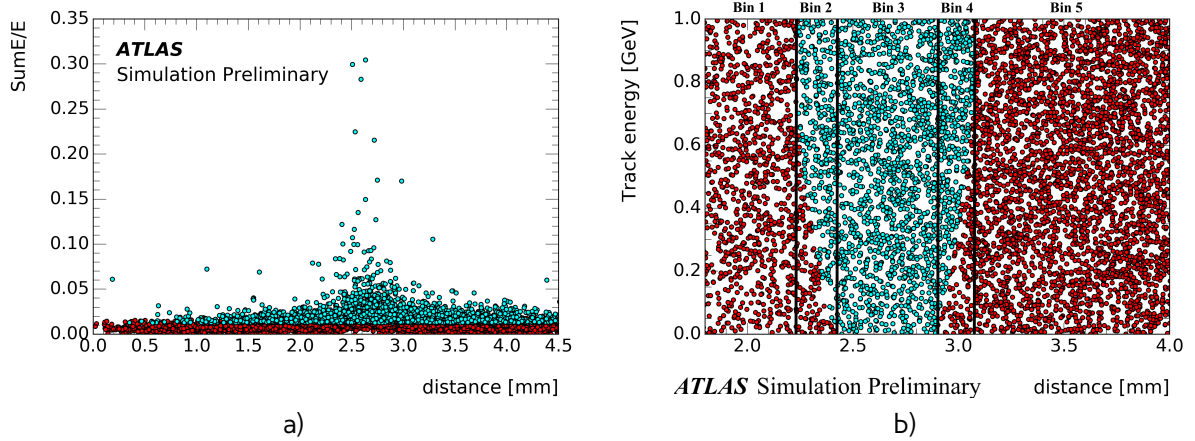 SumE/E
0.35
0.30
0.25
0.20
0.15
0.10
0.05
0.00
ATLAS
Simulation Preliminary
0.0 0.5 1.0 1.5 2.0 2.5 3.0 3.5 4.0 4.5
distance [mm]
a)
Bin 1 Bin 2 Bin 3 Bin 4 Bin 5
Track energy [GeV]
1.0
0.8
0.6
0.4
0.2
0.0
2.0 2.5 3.0 3.5 4.0
ATLAS Simulation Preliminary distance [mm]
b)